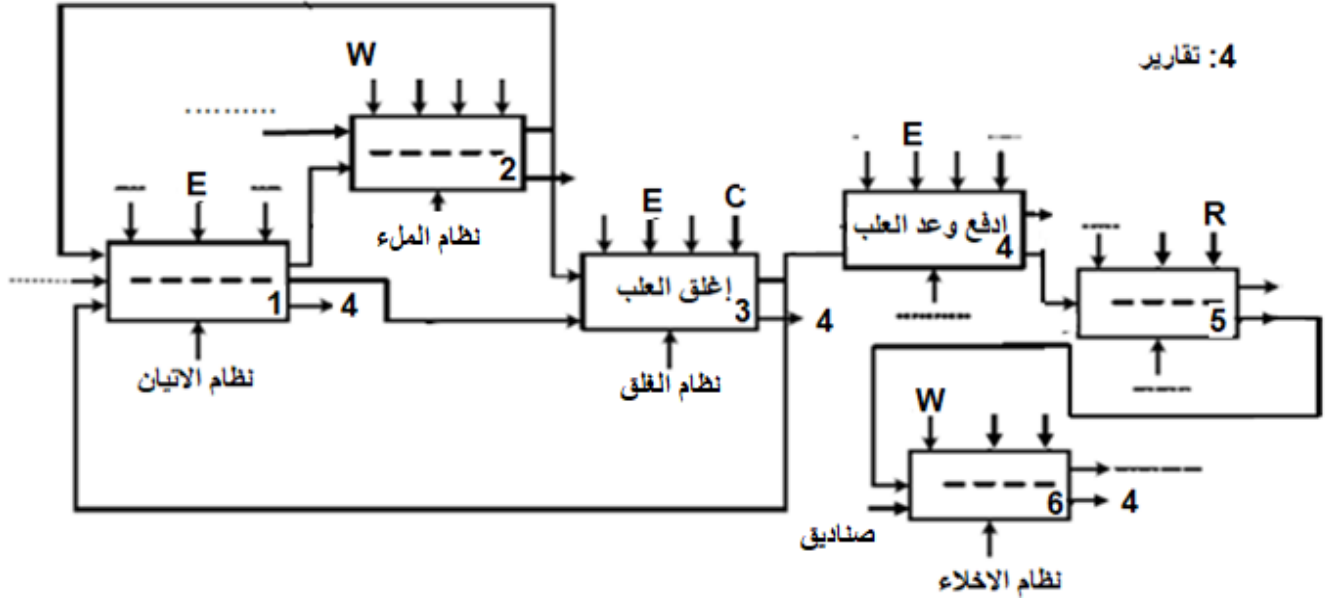 4: تقارير
W
2
نظام الملء
E
1
4
نظام الاتيان
E
C
إغلق العلب
3
4
نظام الغلق
E
ادفع وعد العلب
4
R
5
W
6
4
صناديق
نظام الاخلاء